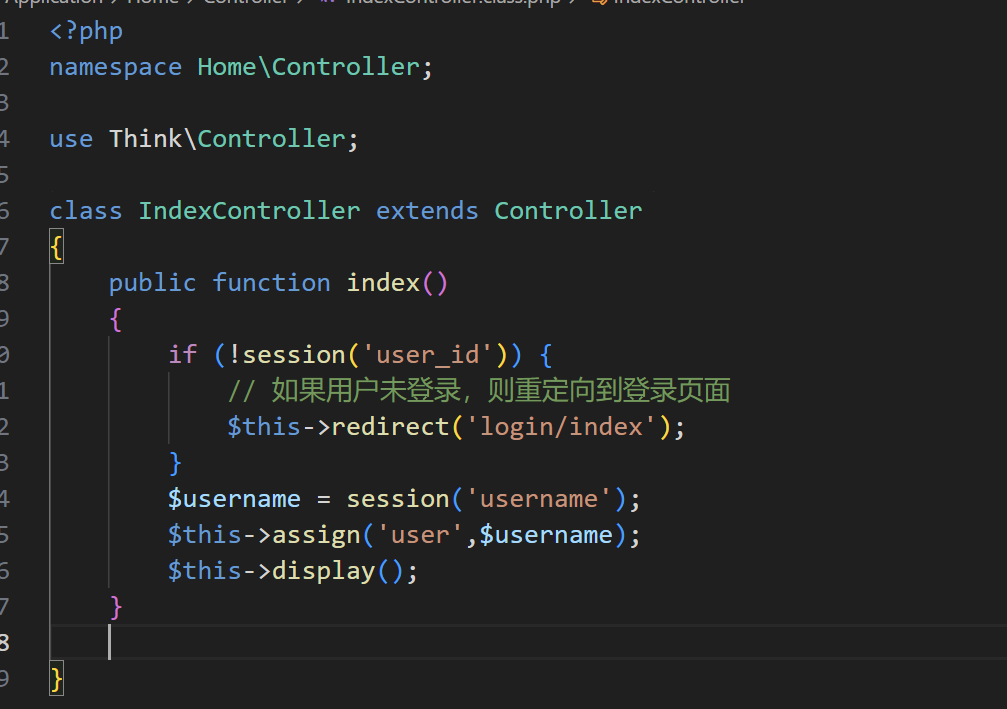 Application > Home > Controller > IndexController.class.php > IndexController
1 <?php
2 namespace Home\Controller;
3
4 use Think\Controller;
5
6 class IndexController extends Controller
7 {
8     public function index()
9     {
0         if (!session('user_id')) {
1             // 如果用户未登录，则重定向到登录页面
2             $this->redirect('login/index');
3         }
4         $username = session('username');
5         $this->assign('user',$username);
6         $this->display();
7     }
8
9 }